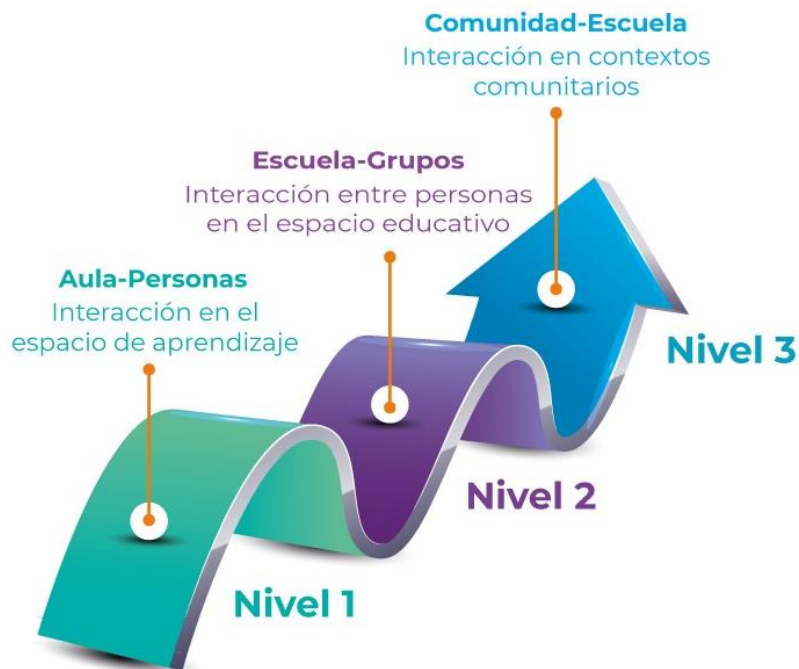 Comunidad-Escuela
Interacción en contextos
comunitarios
Escuela-Grupos
Interacción entre personas
en el espacio educativo
Aula-Personas
Interacción en el
espacio de aprendizaje
Nivel 3
Nivel 2
Nivel 1